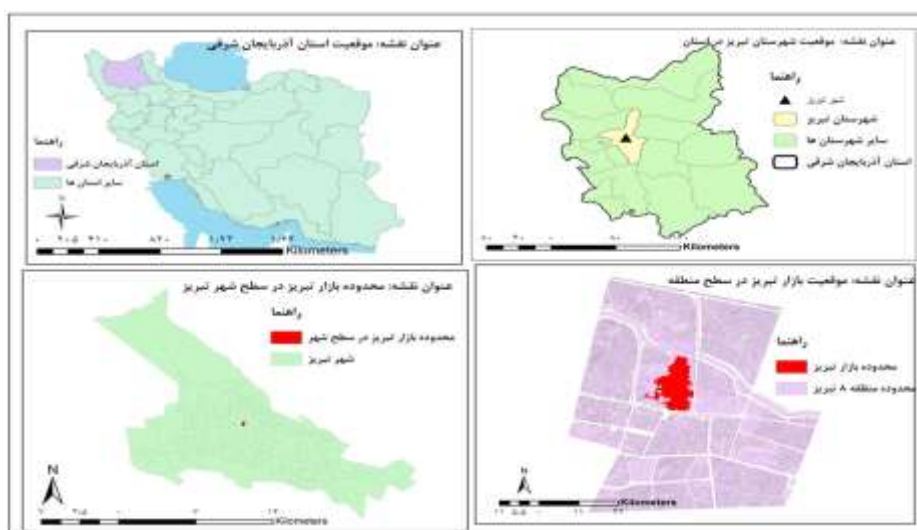 عنوان نقشه: موقعیت استان آذربایجان شرقی
راهنما
استان آذربایجان شرقی
سایر استان ها
Kilometers
عنوان نقشه: موقعیت شهرستان تبریز در استان
راهنما
شهر تبریز
شهرستان تبریز
سایر شهرستان ها
استان آذربایجان شرقی
Kilometers
عنوان نقشه: محدوده بازار تبریز در سطح شهر تبریز
راهنما
محدوده بازار تبریز در سطح شهر
شهر تبریز
N
Kilometers
عنوان نقشه: موقعیت بازار تبریز در سطح منطقه
راهنما
محدوده بازار تبریز
محدوده منطقه ۸ تبریز
N
Kilometers